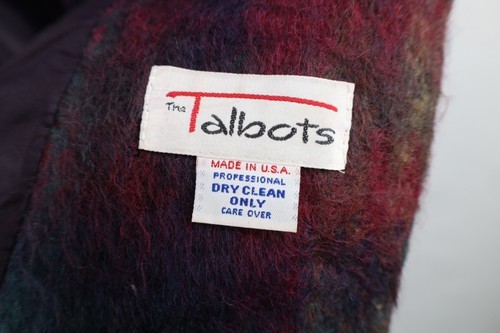 The Talbots
MADE IN U.S.A.
PROFESSIONAL
DRY CLEAN
ONLY
CARE OVER